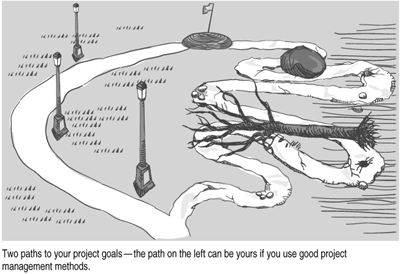 Two paths to your project goals—the path on the left can be yours if you use good project
management methods.